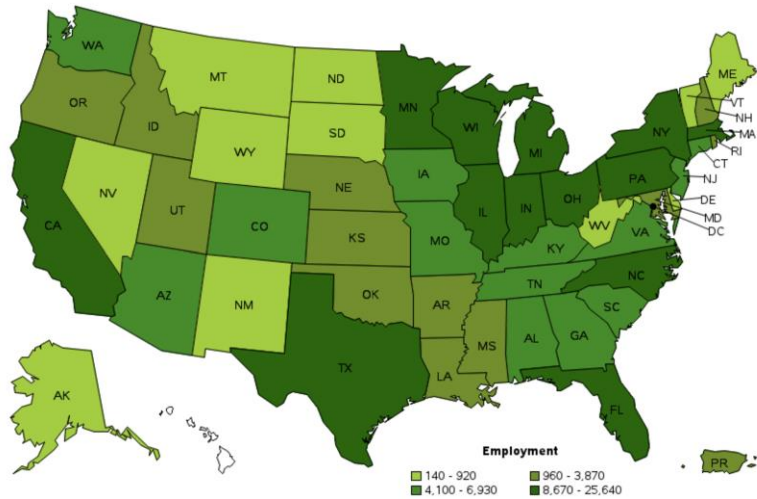 WA
MT
ND
MN
ME
VT
NH
MA
RI
CT
NJ
DE
MD
DC
OR
ID
WY
SD
WI
MI
NY
PA
NV
UT
CO
NE
IA
IL
IN
OH
WV
VA
CA
KS
MO
KY
NC
TN
SC
AZ
NM
OK
AR
MS
AL
GA
TX
LA
FL
AK
PR
Employment
140 - 920
960 - 3,870
4,100 - 6,930
8,670 - 25,640